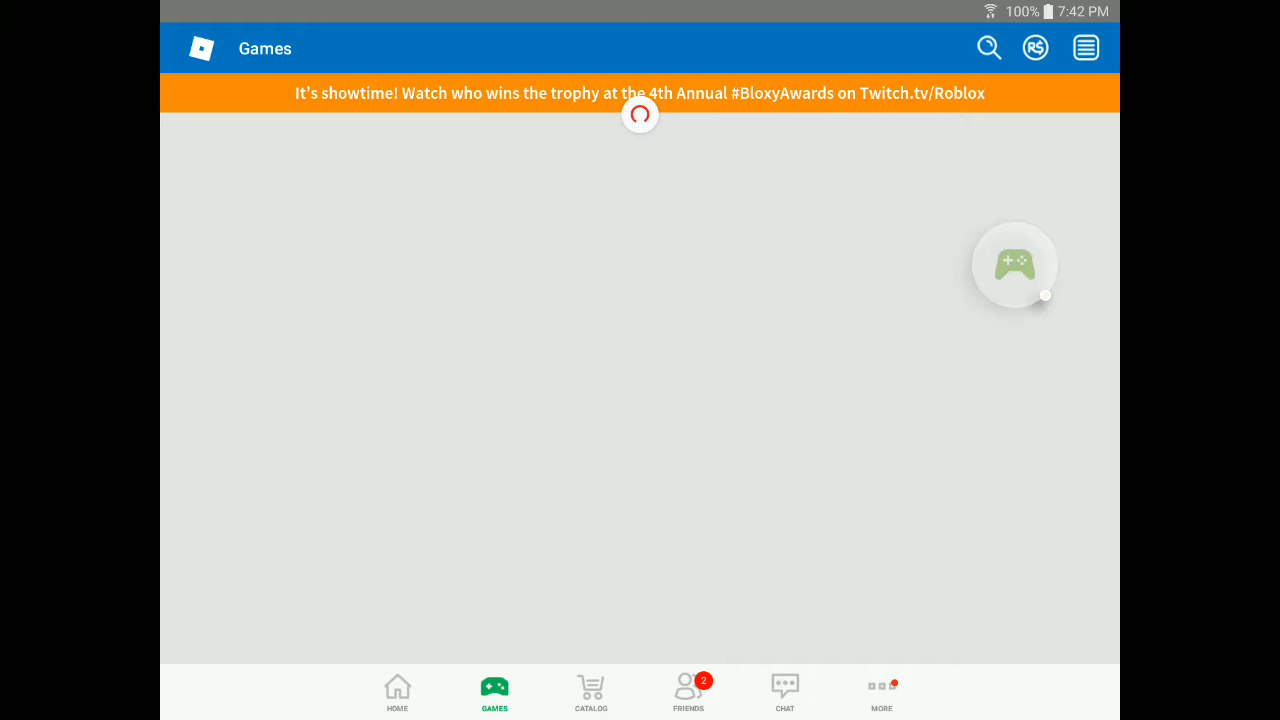 100% 7:42 PM
Games
R$
It's showtime! Watch who wins the trophy at the 4th Annual #BloxyAwards on Twitch.tv/Roblox
2
HOME GAMES CATALOG FRIENDS CHAT MORE